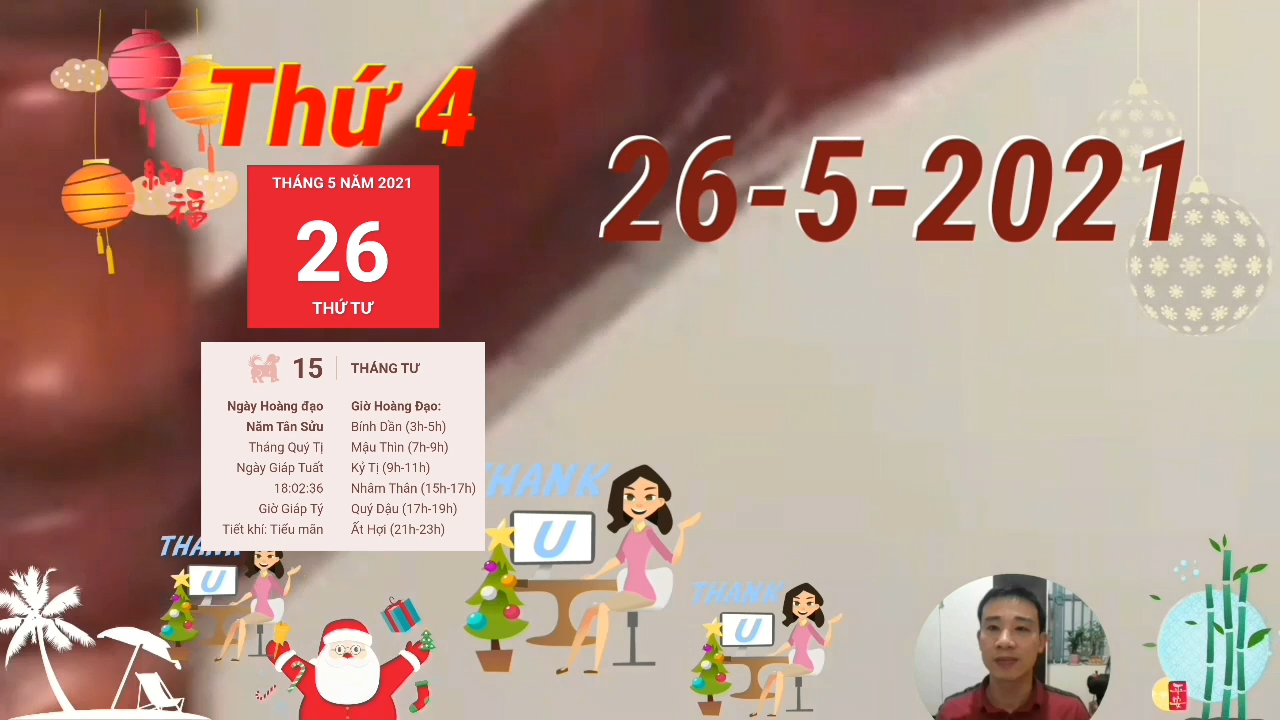 Thứ 4
26-5-2021
納
福
THÁNG 5 NĂM 2021
26
THỨ TƯ
15 THÁNG TƯ
Ngày Hoàng đạo
Năm Tân Sửu
Tháng Quý Tị
Ngày Giáp Tuất
18:02:36
Giờ Giáp Tý
Tiết khí: Tiểu mãn
Giờ Hoàng Đạo:
Bính Dần (3h-5h)
Mậu Thìn (7h-9h)
Kỷ Tị (9h-11h)
Nhâm Thân (15h-17h)
Quý Dậu (17h-19h)
Ất Hợi (21h-23h)
THANK
U
THANK
U
THANK
U